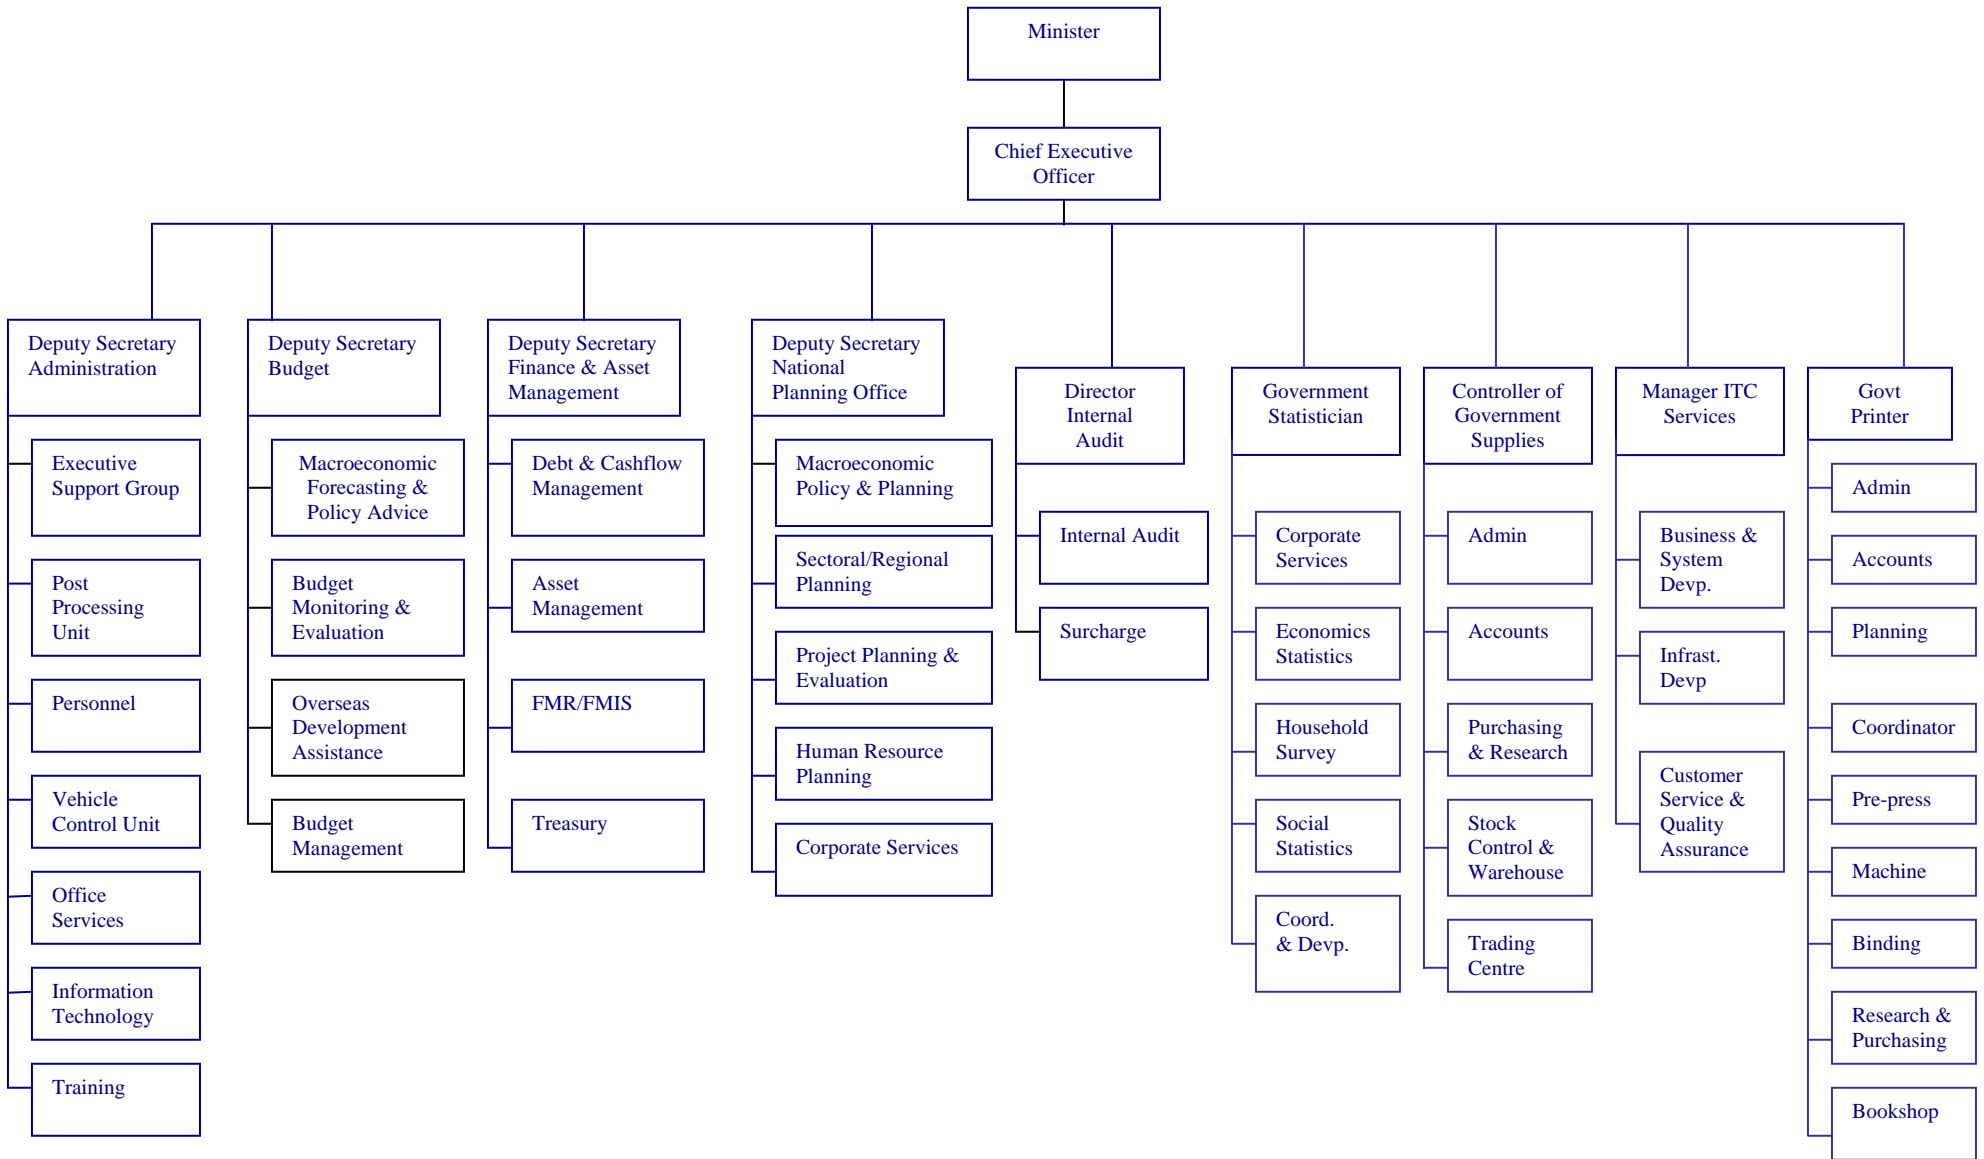 Minister
Chief Executive
Officer
Deputy Secretary
Administration
Executive
Support Group
Post
Processing
Unit
Personnel
Vehicle
Control Unit
Office
Services
Information
Technology
Training
Deputy Secretary
Budget
Macroeconomic
Forecasting &
Policy Advice
Budget
Monitoring &
Evaluation
Overseas
Development
Assistance
Budget
Management
Deputy Secretary
Finance & Asset
Management
Debt & Cashflow
Management
Asset
Management
FMR/FMIS
Treasury
Deputy Secretary
National
Planning Office
Macroeconomic
Policy & Planning
Sectoral/Regional
Planning
Project Planning &
Evaluation
Human Resource
Planning
Corporate Services
Director
Internal
Audit
Internal Audit
Surcharge
Government
Statistician
Corporate
Services
Economics
Statistics
Household
Survey
Social
Statistics
Coord.
& Devp.
Controller of
Government
Supplies
Admin
Accounts
Purchasing
& Research
Stock
Control &
Warehouse
Trading
Centre
Manager ITC
Services
Business &
System
Devp.
Infrast.
Devp
Customer
Service &
Quality
Assurance
Govt
Printer
Admin
Accounts
Planning
Coordinator
Pre-press
Machine
Binding
Research &
Purchasing
Bookshop